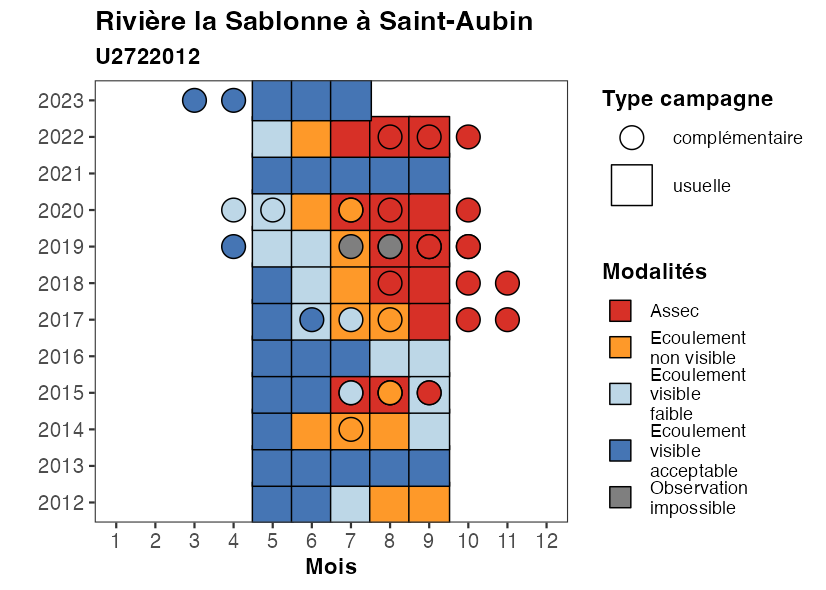 Rivière la Sablonne à Saint-Aubin
U2722012
2023
2022
2021
2020
2019
2018
2017
2016
2015
2014
2013
2012
1 2 3 4 5 6 7 8 9 10 11 12
Mois
Type campagne
complémentaire
usuelle
Modalités
Assec
Ecoulement
non visible
Ecoulement
visible
faible
Ecoulement
visible
acceptable
Observation
impossible